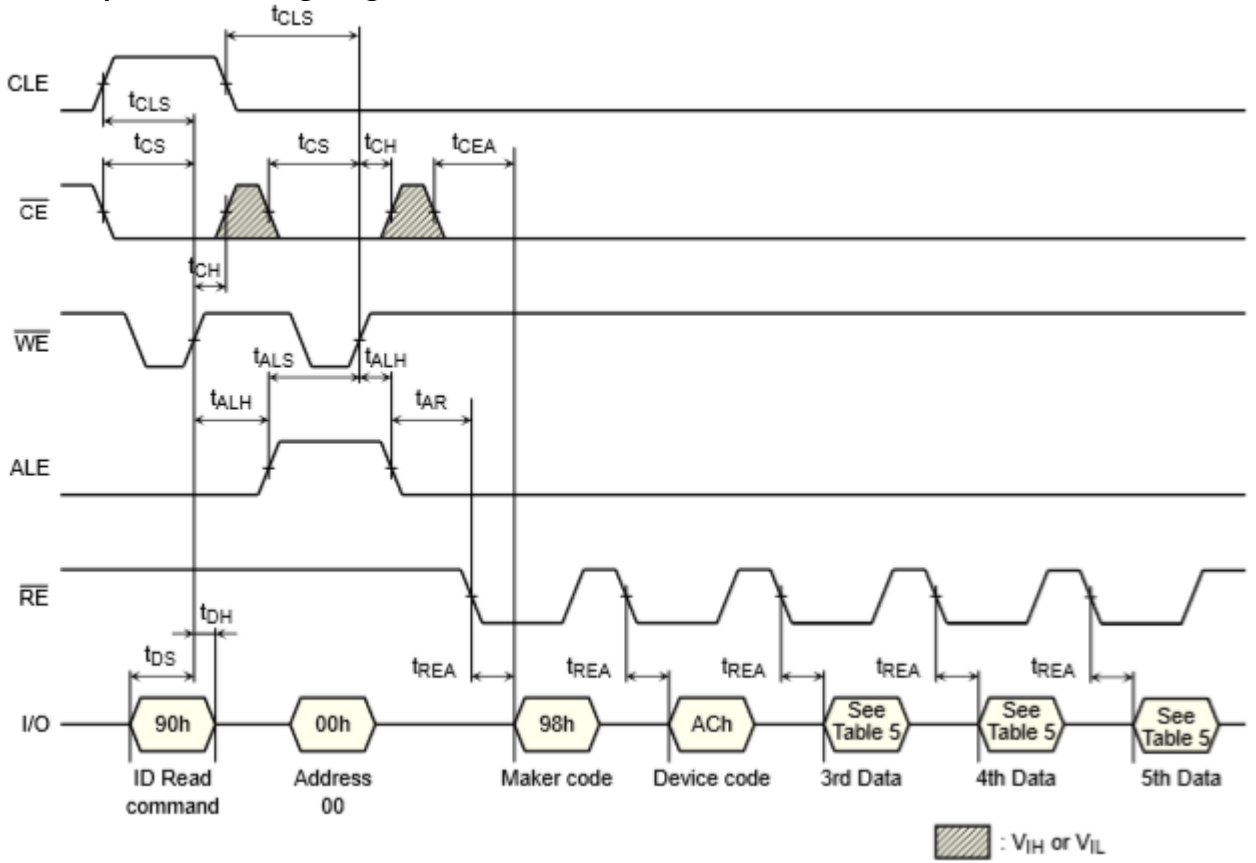 tCLS
CLE
tCLS
tCS tCS tCH tCEA
CE
tCH
WE
tALS tALH
tALH tAR
ALE
RE
tDH
tDS tREA tREA tREA tREA tREA
I/O 90h 00h 98h ACh See Table 5 See Table 5 See Table 5
ID Read command Address 00 Maker code Device code 3rd Data 4th Data 5th Data
: VIH or VIL